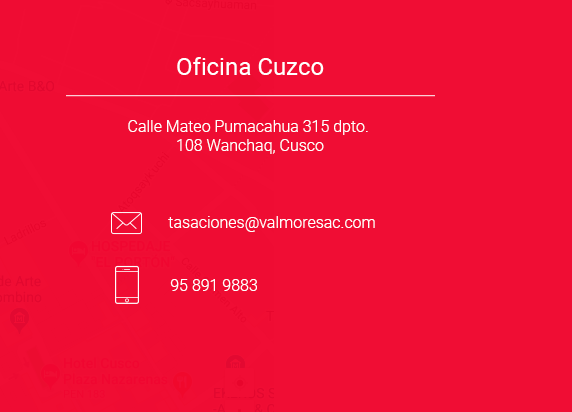 Oficina Cuzco
Calle Mateo Pumacahua 315 dpto.
108 Wanchaq, Cusco
tasaciones@valmoresac.com
95 891 9883